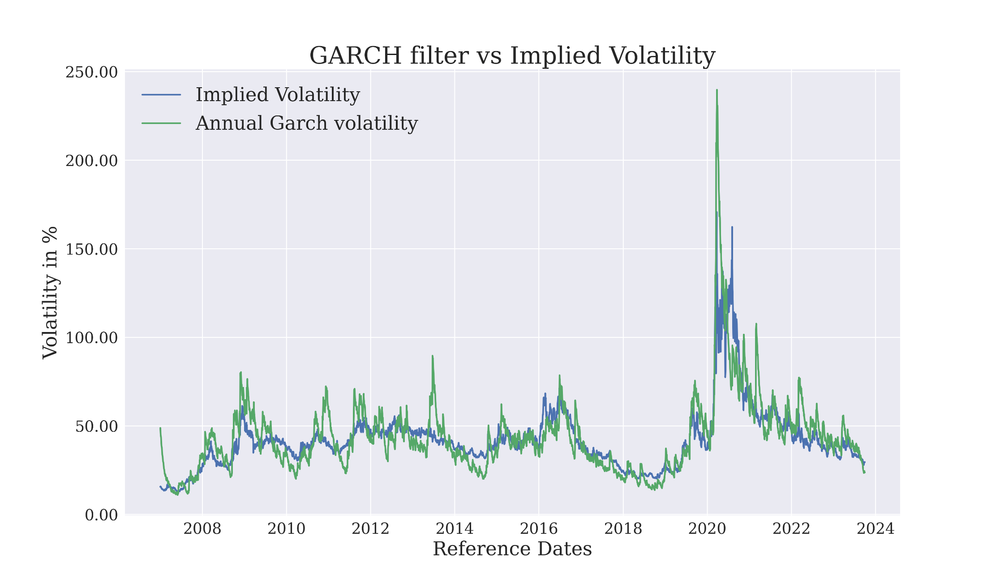 GARCH filter vs Implied Volatility
Implied Volatility
Annual Garch volatility
Volatility in %
250.00
200.00
150.00
100.00
50.00
0.00
2008 2010 2012 2014 2016 2018 2020 2022 2024
Reference Dates